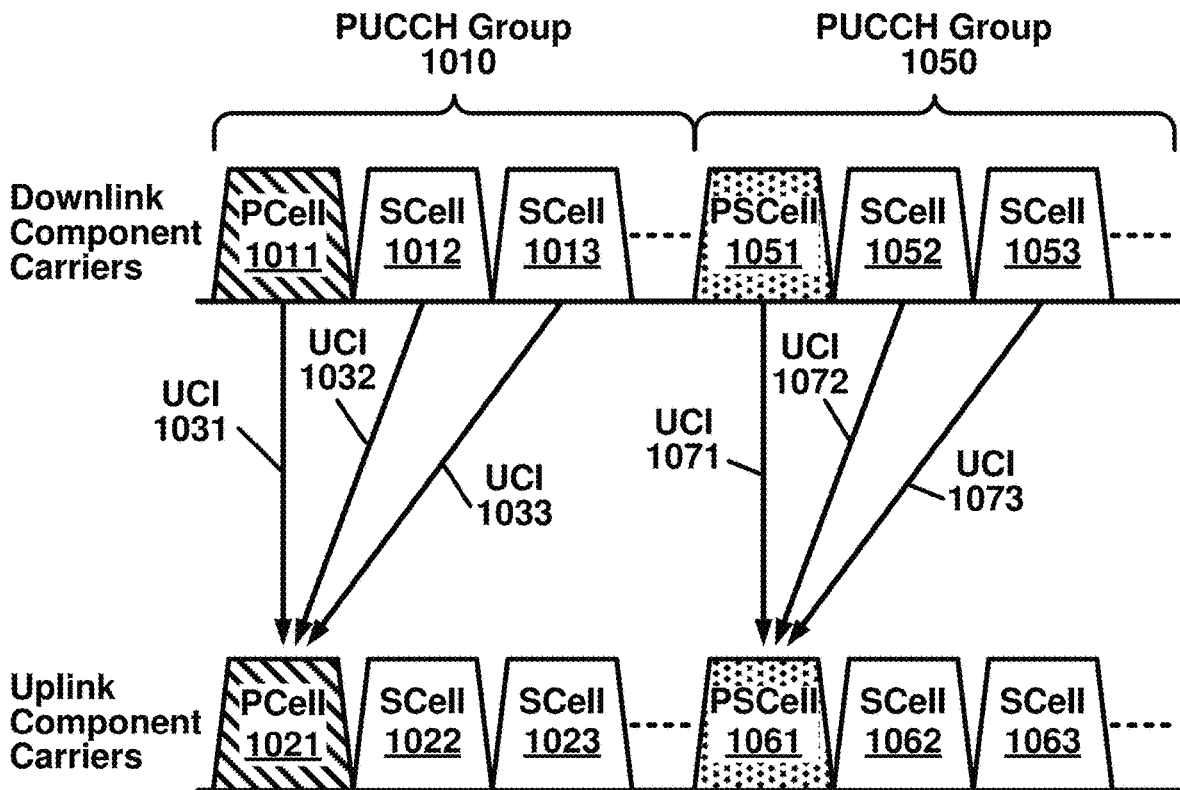 PUCCH Group
1010
PUCCH Group
1050
Downlink
Component
Carriers
PCell
1011
SCell
1012
SCell
1013
PSCell
1051
SCell
1052
SCell
1053
UCI
1031
UCI
1032
UCI
1033
UCI
1071
UCI
1072
UCI
1073
Uplink
Component
Carriers
PCell
1021
SCell
1022
SCell
1023
PSCell
1061
SCell
1062
SCell
1063